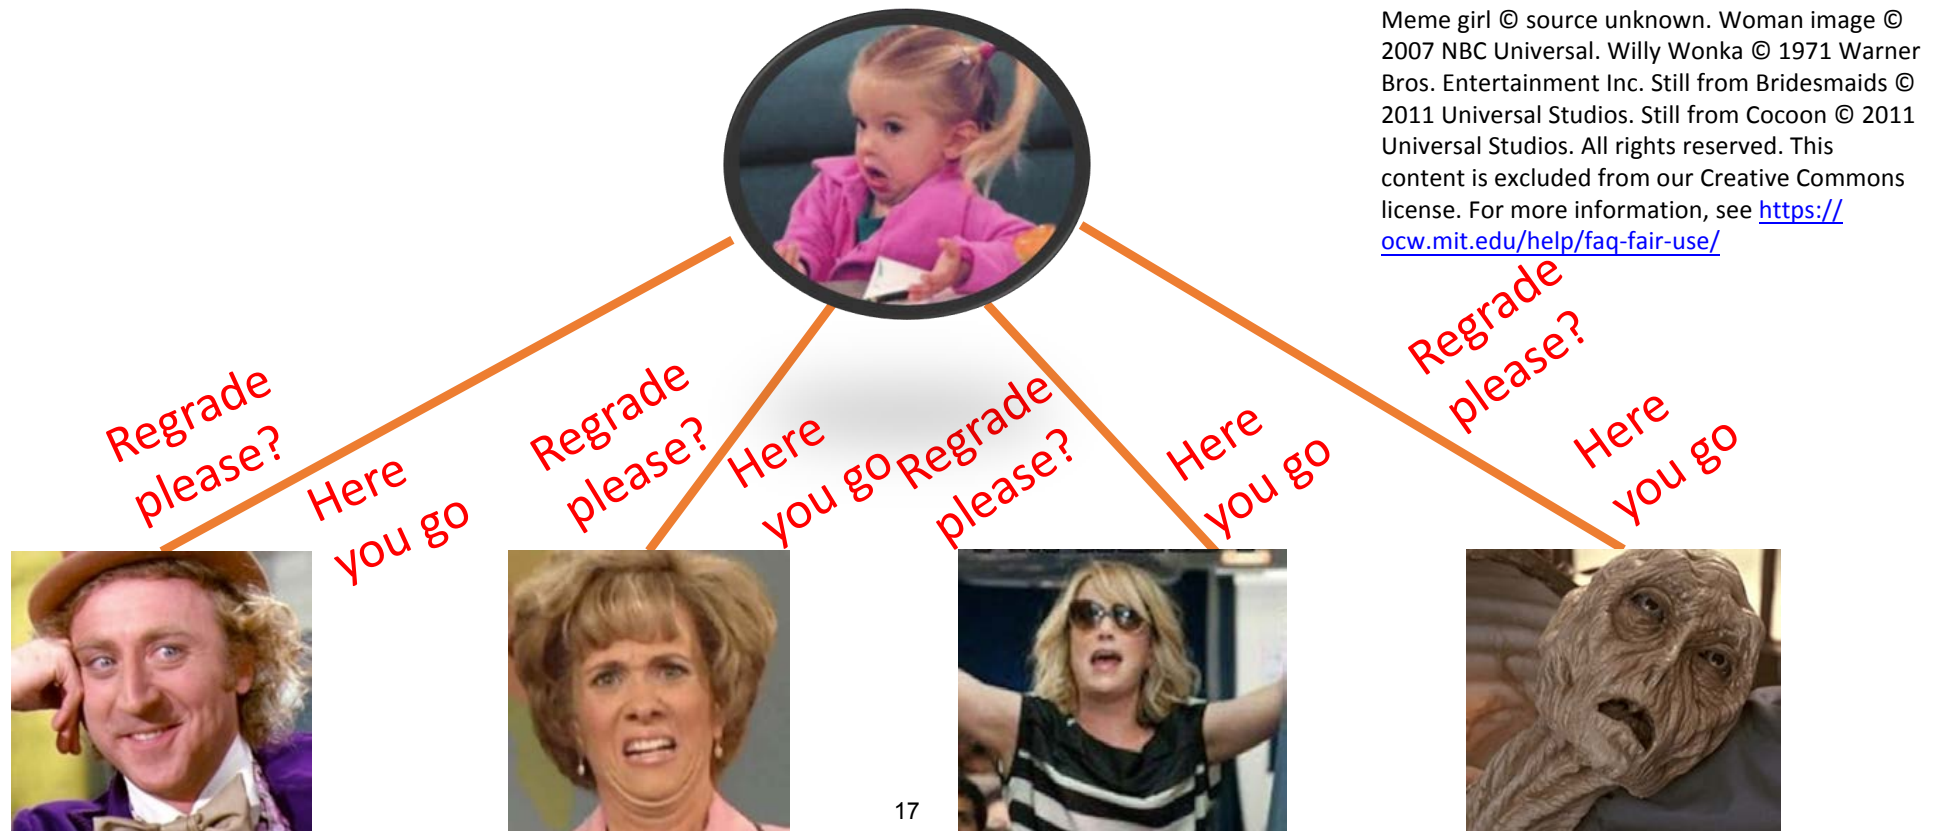 Meme girl © source unknown. Woman image ©
2007 NBC Universal. Willy Wonka © 1971 Warner
Bros. Entertainment Inc. Still from Bridesmaids ©
2011 Universal Studios. Still from Cocoon © 2011
Universal Studios. All rights reserved. This
content is excluded from our Creative Commons
license. For more information, see https://
ocw.mit.edu/help/faq-fair-use/
Regrade
please?
Here
you go
Regrade
please?
Here
you go
Regrade
please?
Here
you go
Regrade
please?
Here
you go
17